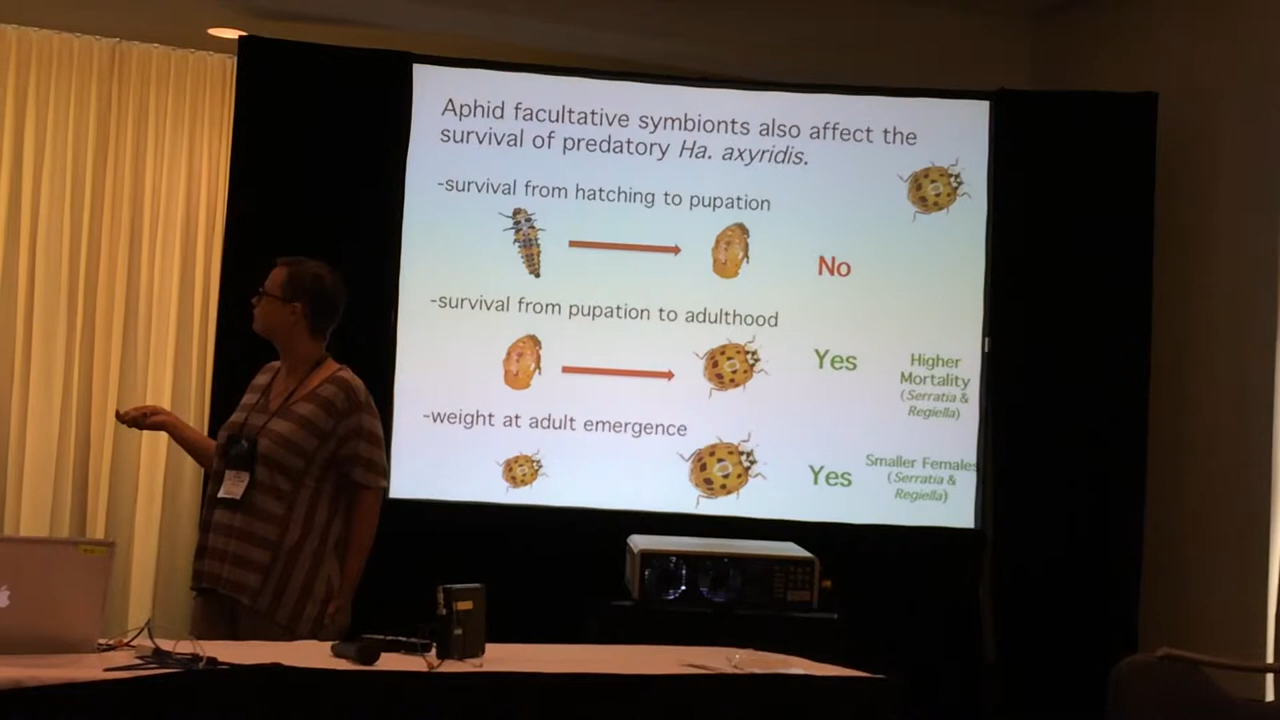 Aphid facultative symbionts also affect the
survival of predatory Ha. axyridis.
-survival from hatching to pupation
No
-survival from pupation to adulthood
Yes
Higher
Mortality
(Serratia &
Regiella)
-weight at adult emergence
Yes
Smaller Females
(Serratia &
Regiella)